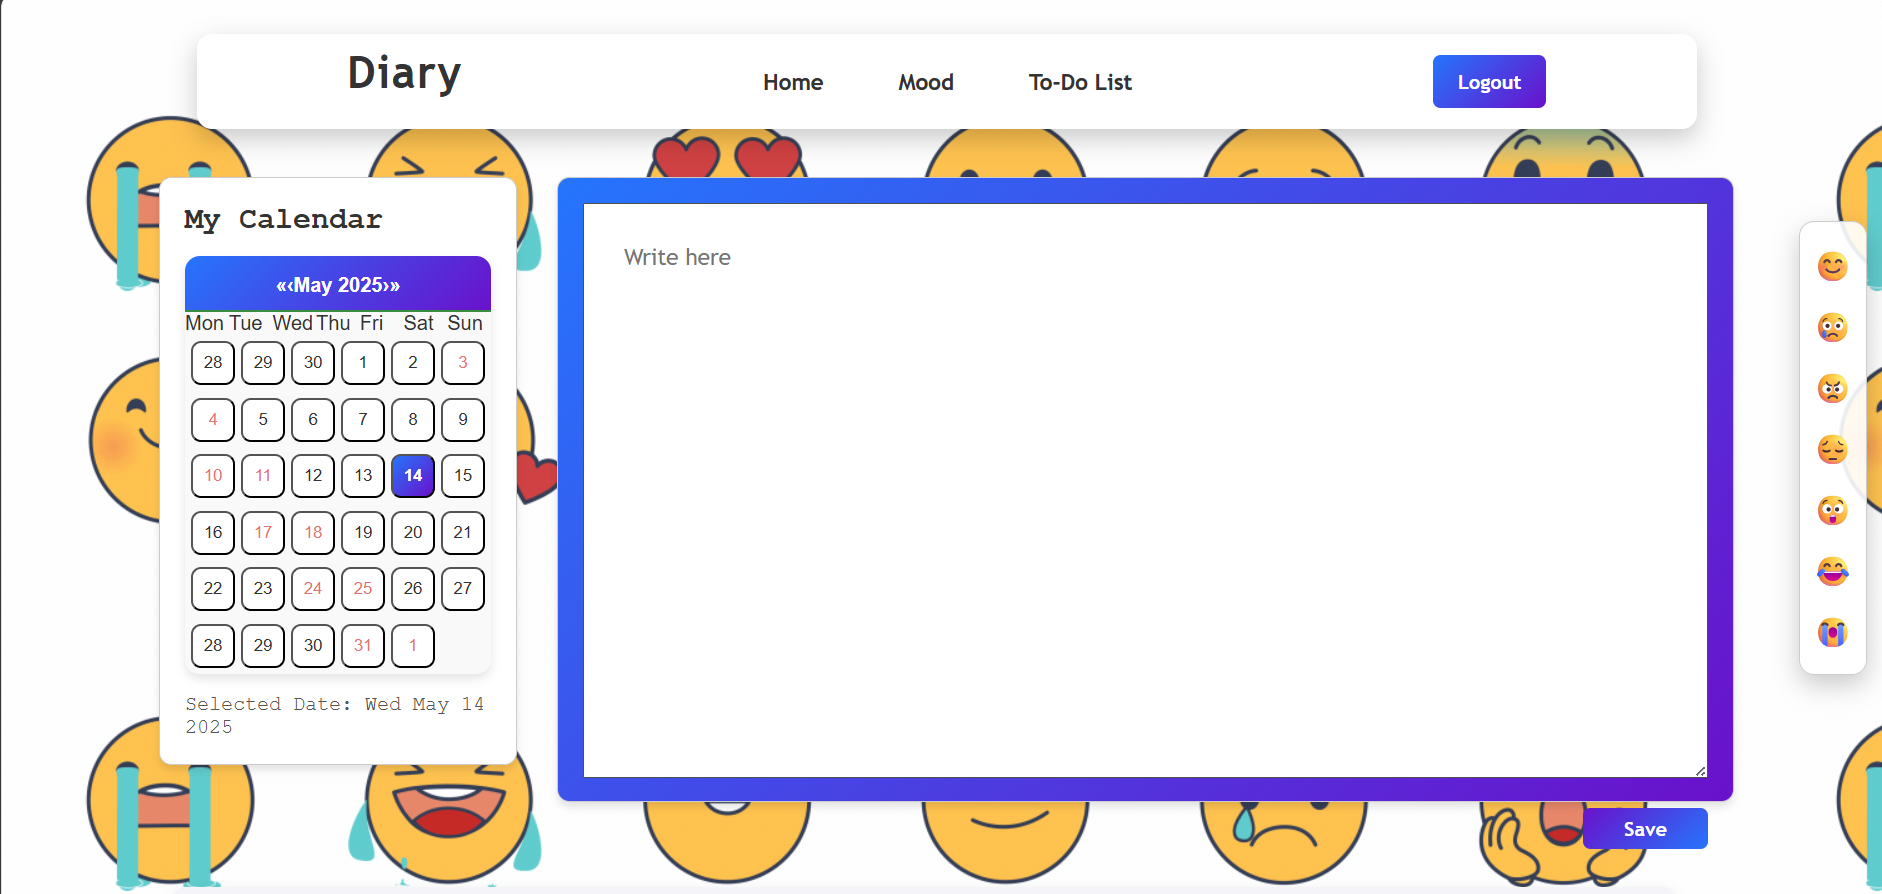 Diary
Home Mood To-Do List
Logout
My Calendar
«‹May 2025›»
Mon Tue Wed Thu Fri Sat Sun
28 29 30 1 2 3
4 5 6 7 8 9
10 11 12 13 14 15
16 17 18 19 20 21
22 23 24 25 26 27
28 29 30 31 1
Selected Date: Wed May 14
2025
Write here
Save